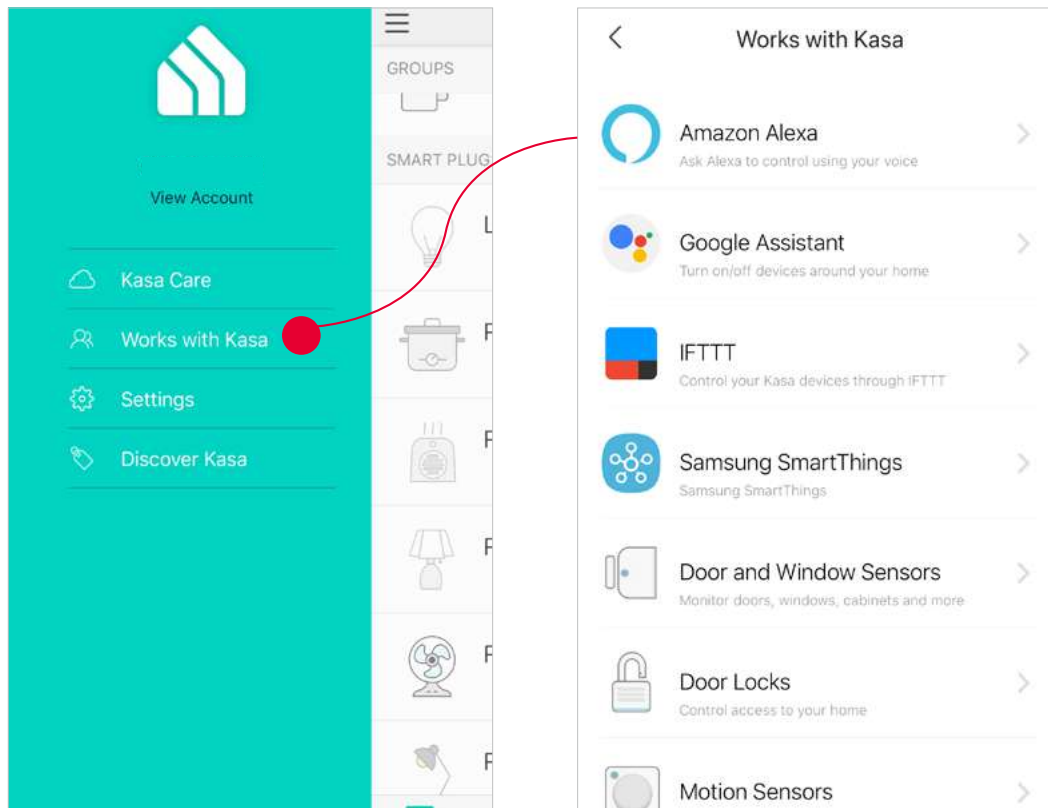 View Account
Kasa Care
Works with Kasa
Settings
Discover Kasa
GROUPS
SMART PLUG
L
F
F
F
F
F
Works with Kasa
Amazon Alexa
Ask Alexa to control using your voice
Google Assistant
Turn on/off devices around your home
IFTTT
Control your Kasa devices through IFTTT
Samsung SmartThings
Samsung SmartThings
Door and Window Sensors
Monitor doors, windows, cabinets and more
Door Locks
Control access to your home
Motion Sensors